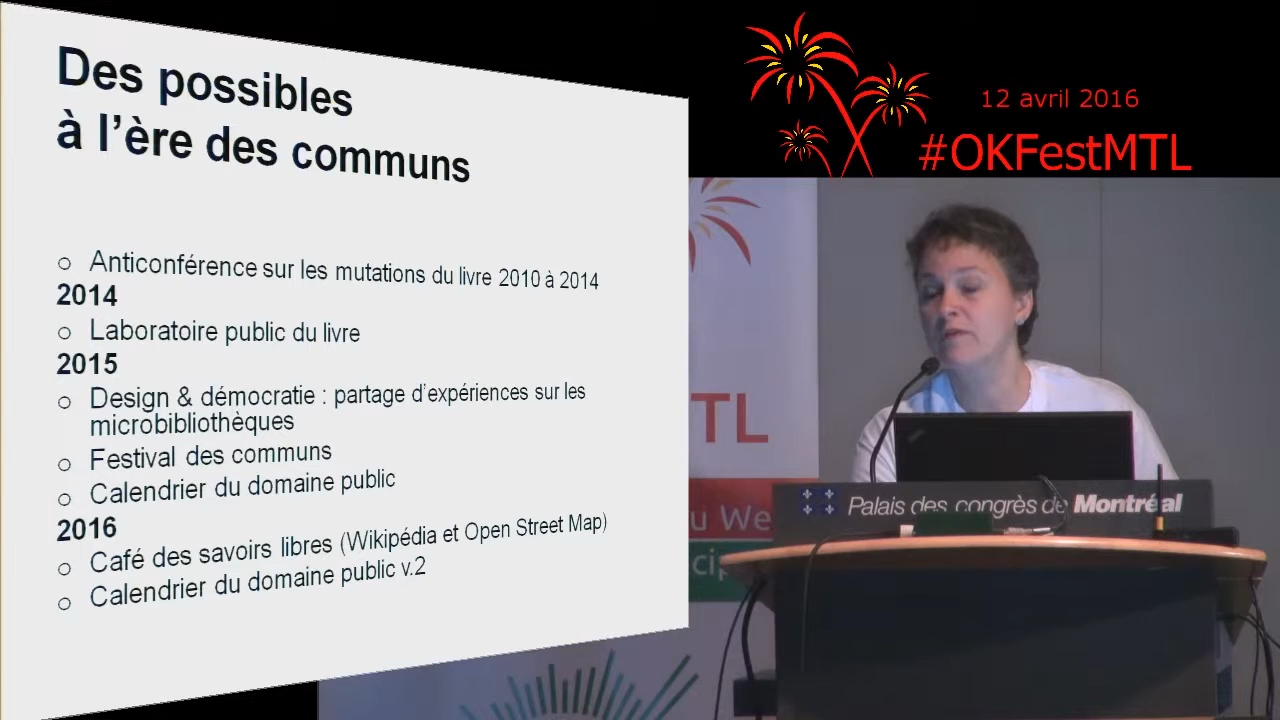 Des possibles
à l'ère des communs
o Anticonférence sur les mutations du livre 2010 à 2014
2014
o Laboratoire public du livre
2015
o Design & démocratie : partage d'expériences sur les
microbibliothèques
o Festival des communs
o Calendrier du domaine public
2016
o Café des savoirs libres (Wikipédia et Open Street Map)
o Calendrier du domaine public v.2
12 avril 2016
#OKFestMTL
MTL
u We
cip
Palais des congrès de Montréal